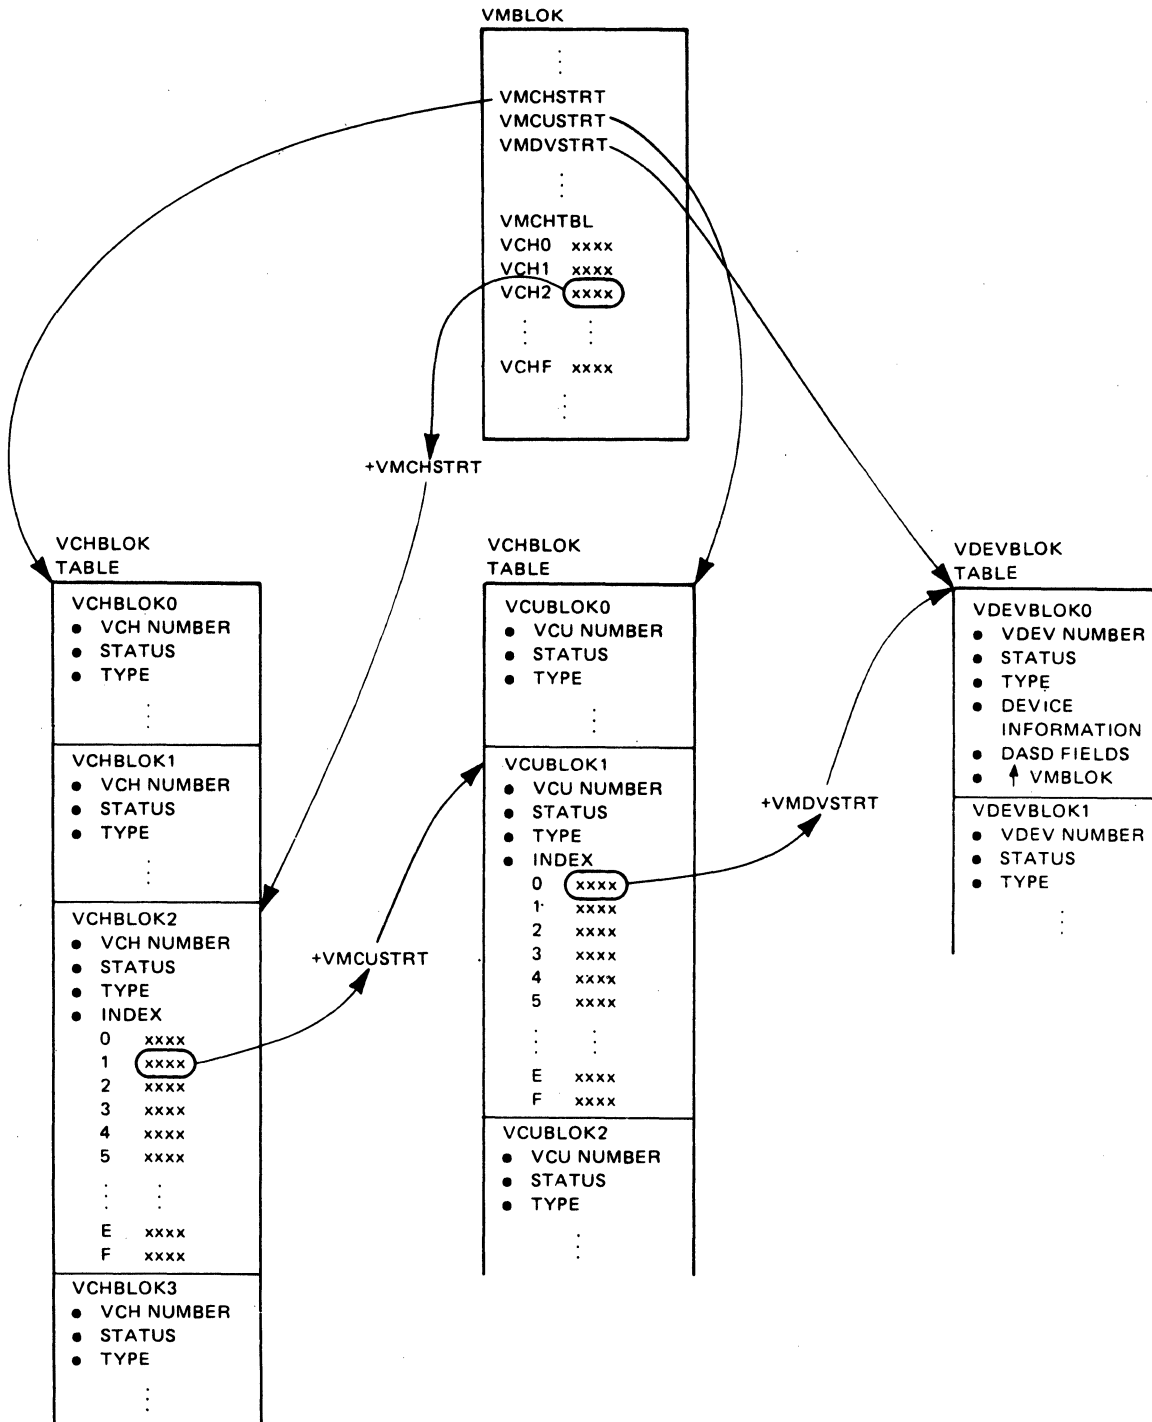 VMBLOK
VMCHSTRT
VMCUSTRT
VMDVSTRT
VMCHTBL
VCH0 xxxx
VCH1 xxxx
VCH2 xxxx
VCHF xxxx
+VMCHSTRT
VCHBLOK
TABLE
VCHBLOK0
• VCH NUMBER
• STATUS
• TYPE
VCHBLOK1
• VCH NUMBER
• STATUS
• TYPE
VCHBLOK2
• VCH NUMBER
• STATUS
• TYPE
• INDEX
0 xxxx
1 xxxx
2 xxxx
3 xxxx
4 xxxx
5 xxxx
E xxxx
F xxxx
VCHBLOK3
• VCH NUMBER
• STATUS
• TYPE
+VMCUSTRT
VCHBLOK
TABLE
VCUBLOK0
• VCU NUMBER
• STATUS
• TYPE
VCUBLOK1
• VCU NUMBER
• STATUS
• TYPE
• INDEX
0 xxxx
1 xxxx
2 xxxx
3 xxxx
4 xxxx
5 xxxx
E xxxx
F xxxx
VCUBLOK2
• VCU NUMBER
• STATUS
• TYPE
+VMDVSTRT
VDEVBLOK
TABLE
VDEVBLOK0
• VDEV NUMBER
• STATUS
• TYPE
• DEVICE
INFORMATION
• DASD FIELDS
• ↑ VMBLOK
VDEVBLOK1
• VDEV NUMBER
• STATUS
• TYPE